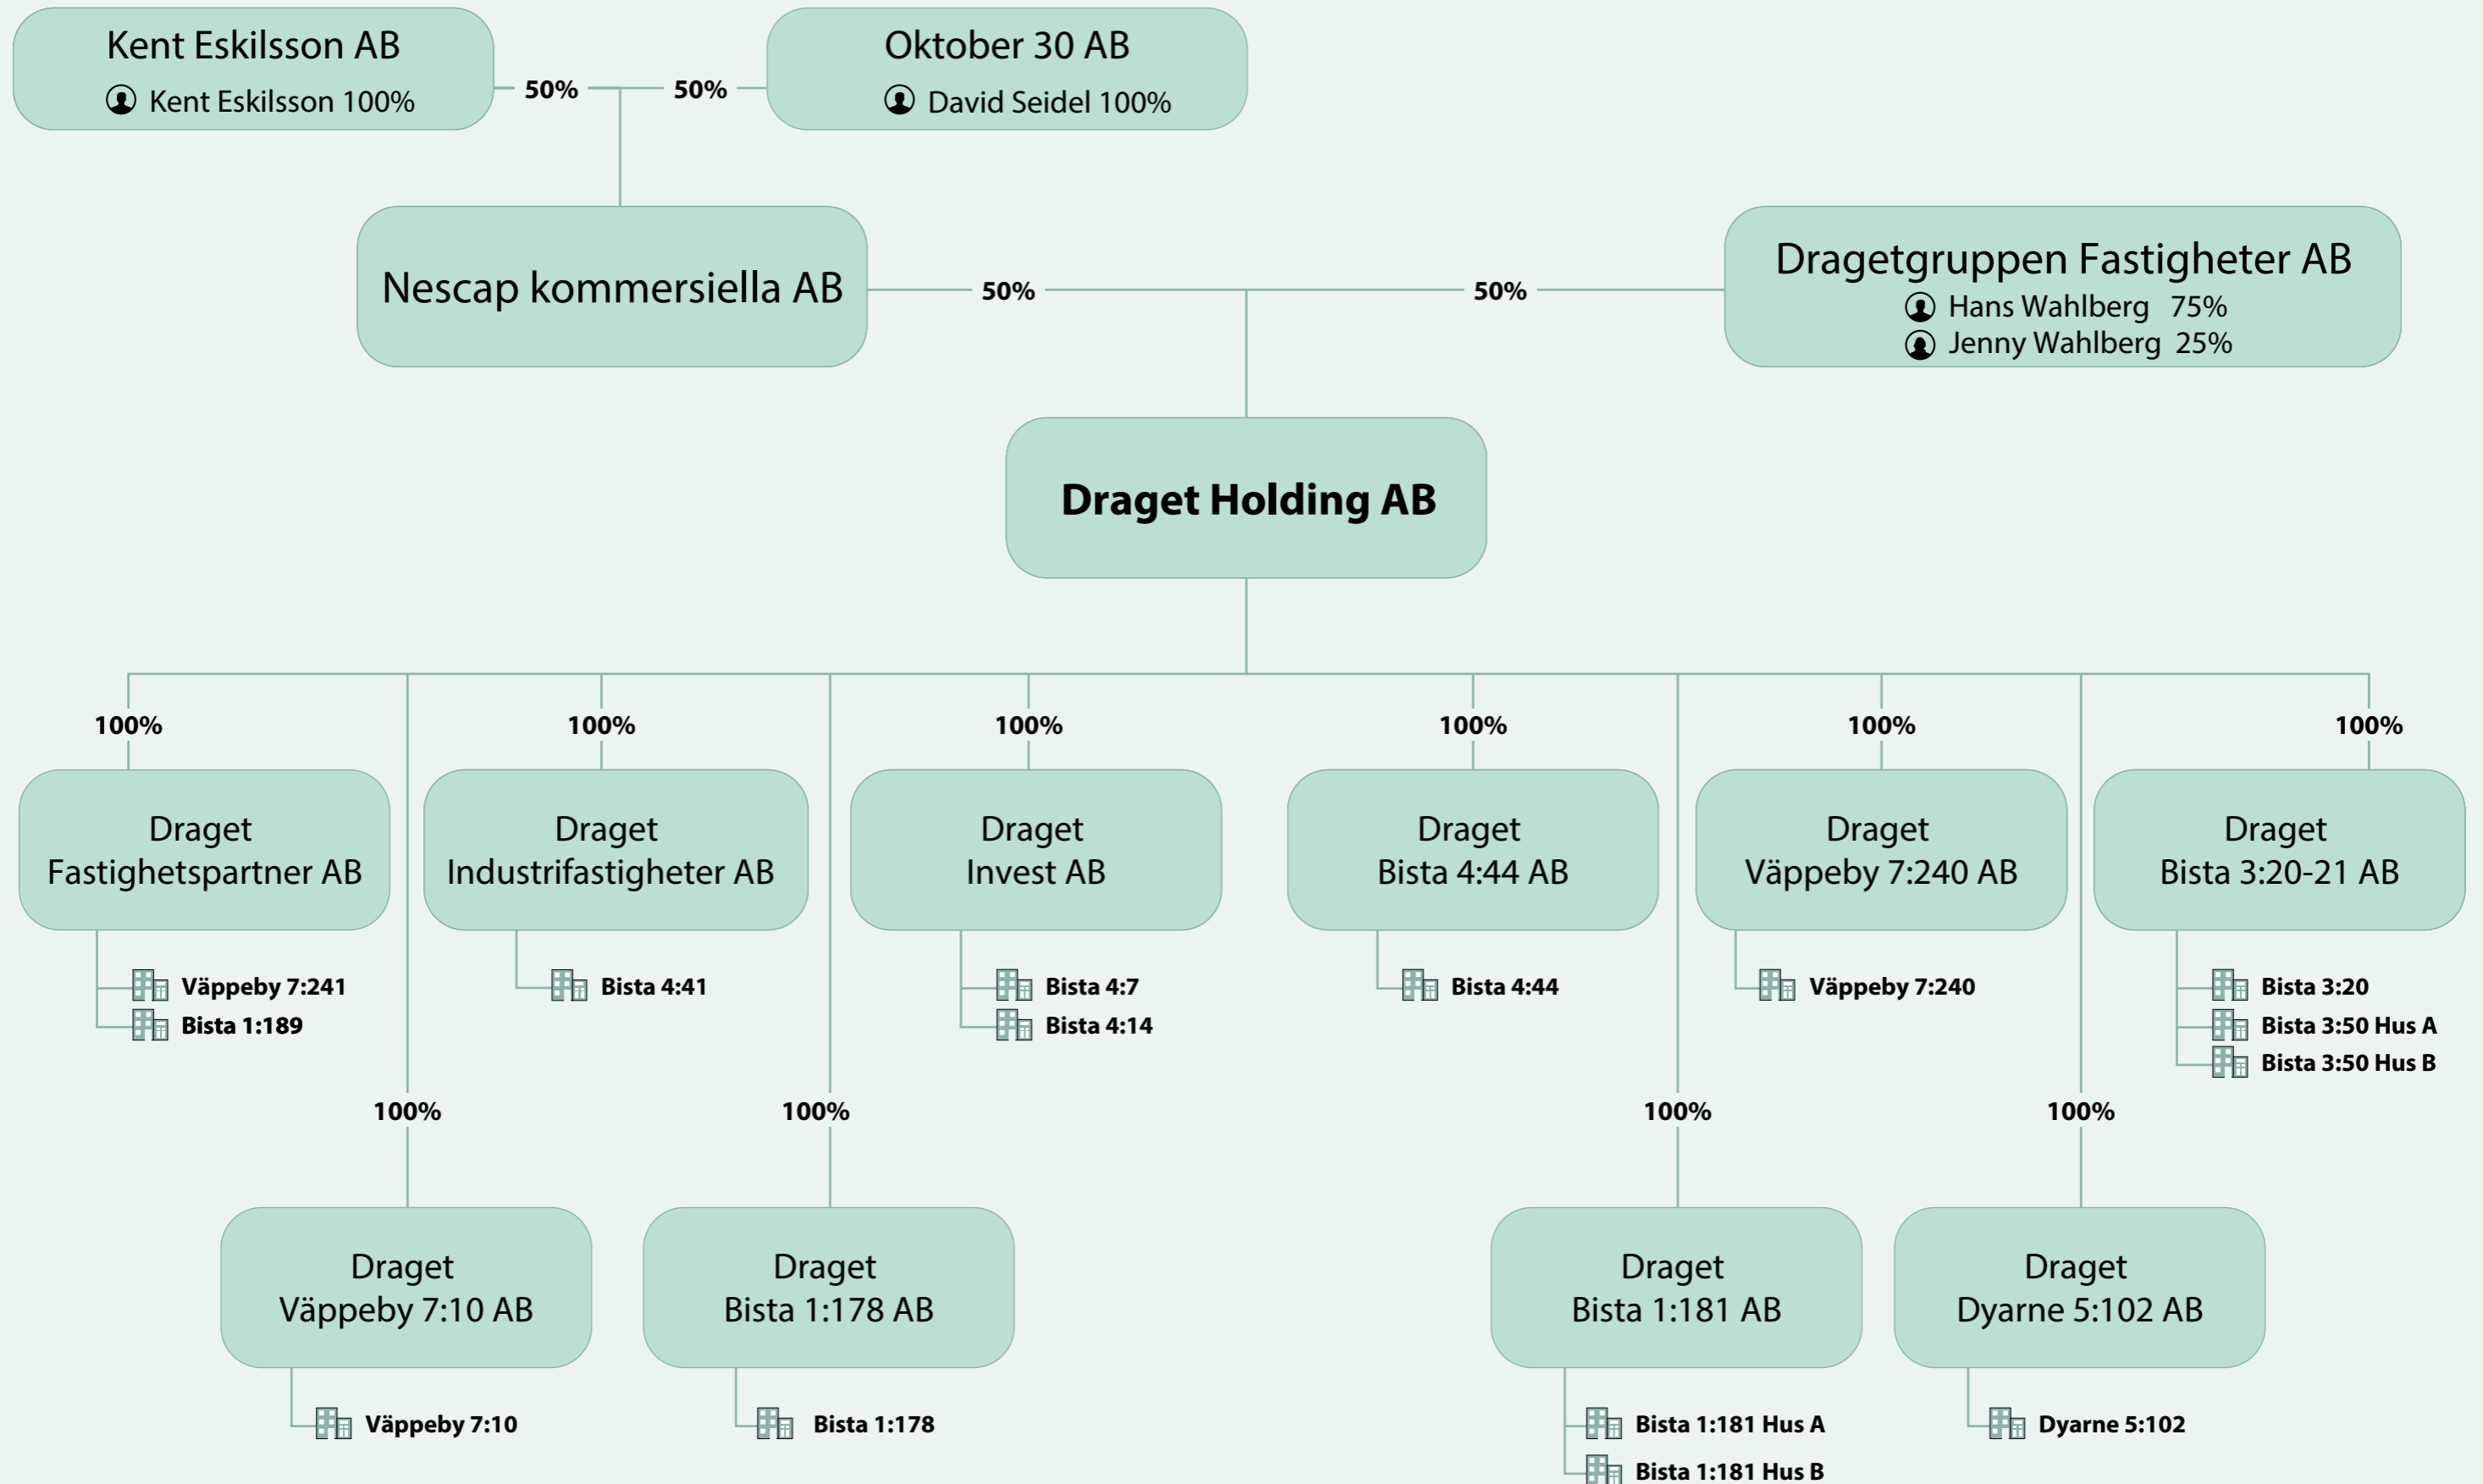 Kent Eskilsson AB
Kent Eskilsson 100%
Oktober 30 AB
David Seidel 100%
50%
50%
Nescap kommersiella AB
50%
50%
Dragetgruppen Fastigheter AB
Hans Wahlberg 75%
Jenny Wahlberg 25%
Draget Holding AB
100%
100%
100%
100%
100%
100%
Draget
Fastighetspartner AB
Draget
Industrifastigheter AB
Draget
Invest AB
Draget
Bista 4:44 AB
Draget
Väppeby 7:240 AB
Draget
Bista 3:20-21 AB
Väppeby 7:241
Bista 1:189
Bista 4:41
Bista 4:7
Bista 4:14
Bista 4:44
Väppeby 7:240
Bista 3:20
Bista 3:50 Hus A
Bista 3:50 Hus B
100%
100%
100%
100%
Draget
Väppeby 7:10 AB
Draget
Bista 1:178 AB
Draget
Bista 1:181 AB
Draget
Dyarne 5:102 AB
Väppeby 7:10
Bista 1:178
Bista 1:181 Hus A
Bista 1:181 Hus B
Dyarne 5:102